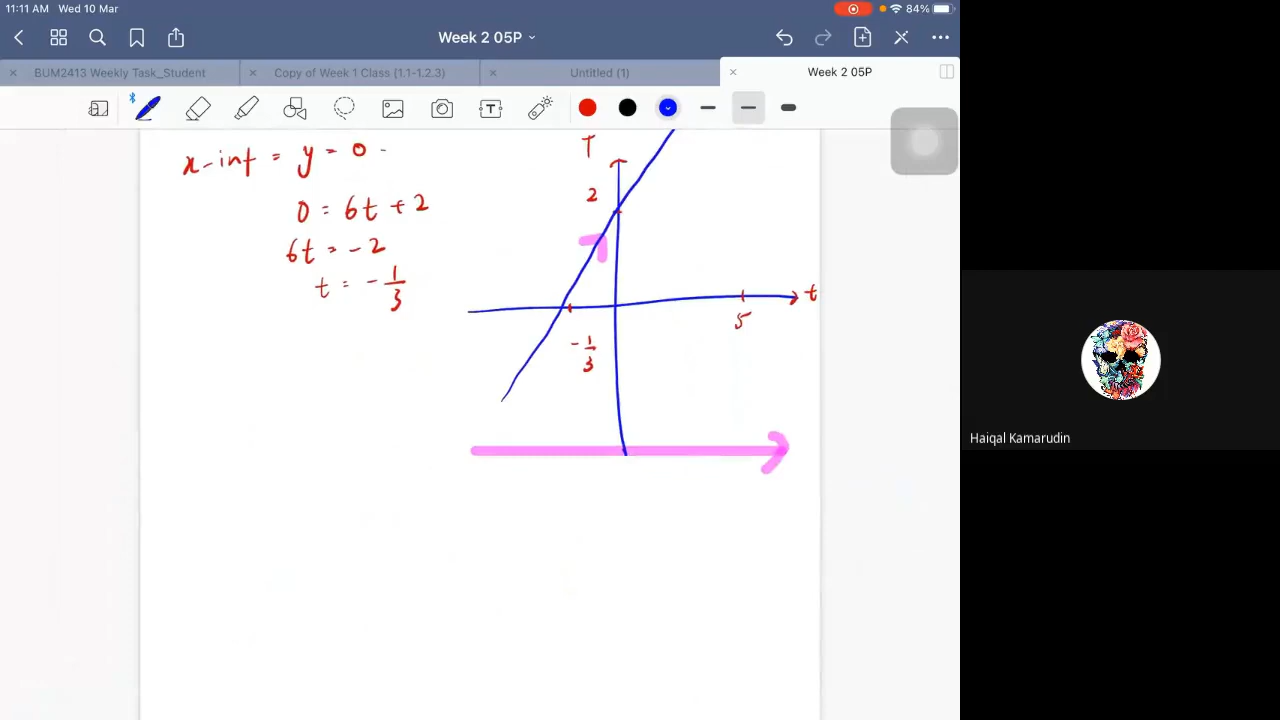 11:11 AM Wed 10 Mar
84%
Week 2 05P
BUM2413 Weekly Task_Student
Copy of Week 1 Class (1.1-1.2.3)
Untitled (1)
Week 2 05P
x-int = y = 0
0 = 6t + 2
6t = -2
t = -1/3
T
2
t
5
-1/3
Haiqal Kamarudin